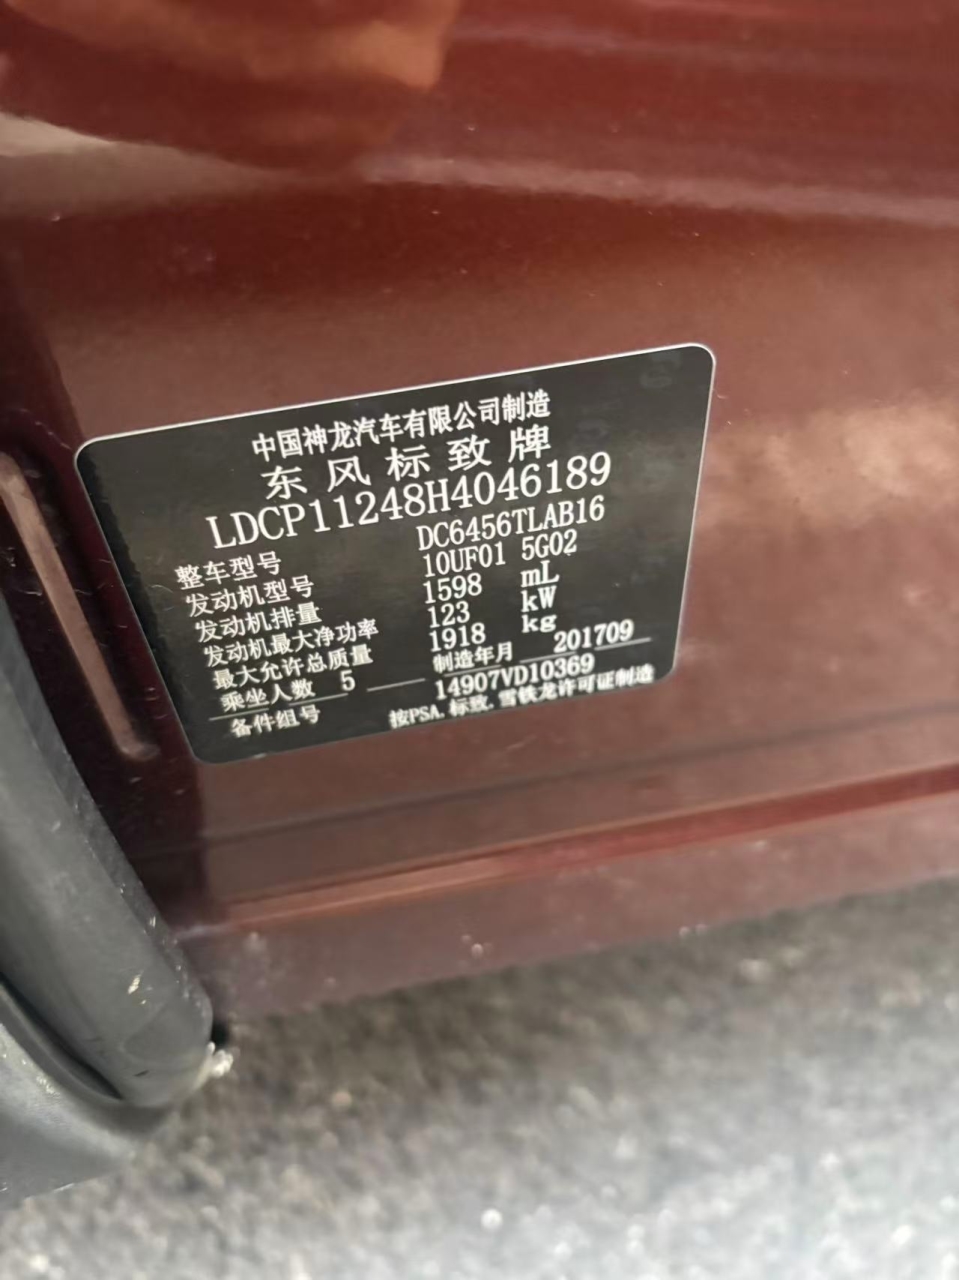 中国神龙汽车有限公司制造
东风标致牌
LDCP11248H4046189
整车型号 DC6456TLAB16
发动机型号 10UF01 5G02
发动机排量 1598 mL
发动机最大净功率 123 kW
最大允许总质量 1918 kg
乘坐人数 5 制造年月 201709
备件组号 14907VD10369
按PSA.标致.雪铁龙许可证制造